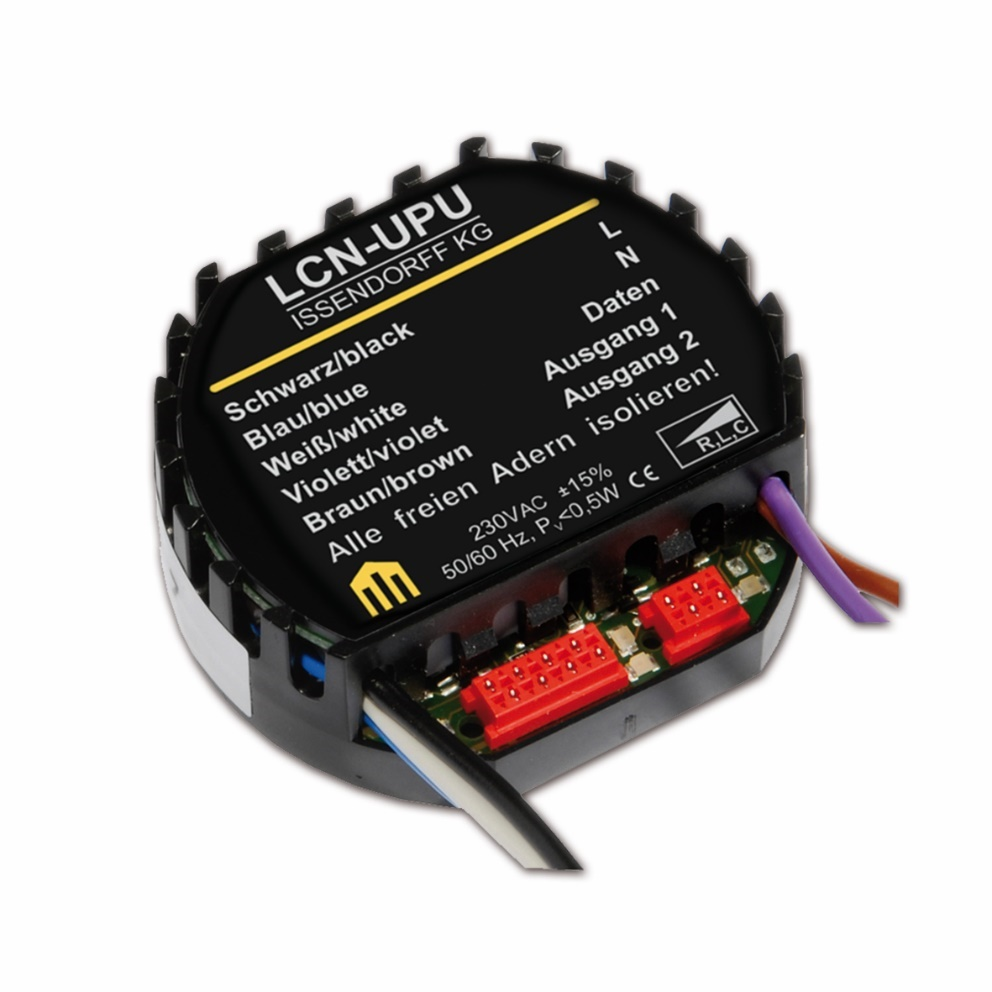 LCN-UPU
ISSENDORFF KG
Schwarz/black L
Blau/blue N
Weiß/white Daten
Violett/violet Ausgang 1
Braun/brown Ausgang 2
Alle freien Adern isolieren!
230VAC ±15%
50/60 Hz, Pv<0,5W CE
R,L,C